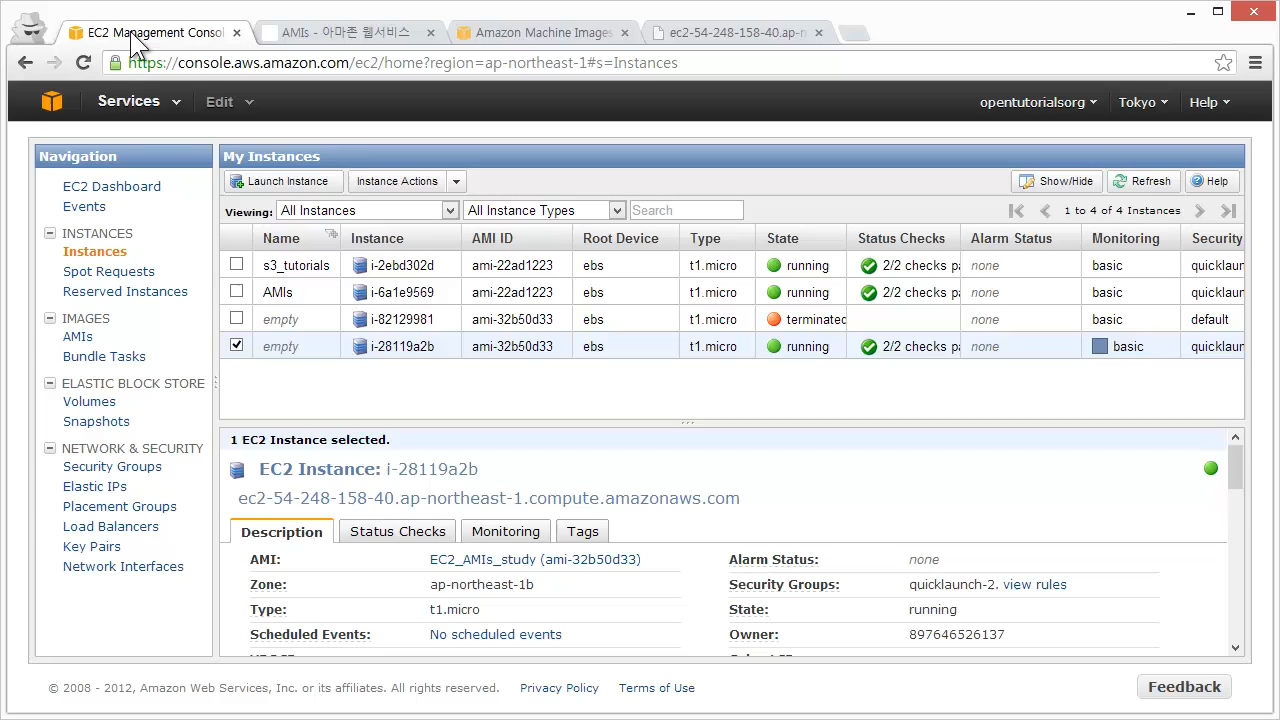 EC2 Management Consol
AMIs - 아마존 웹서비스
Amazon Machine Images
ec2-54-248-158-40.ap-n
https://console.aws.amazon.com/ec2/home?region=ap-northeast-1#s=Instances
Services Edit opentutorialsorg Tokyo Help
Navigation
EC2 Dashboard
Events
INSTANCES
Instances
Spot Requests
Reserved Instances
IMAGES
AMIs
Bundle Tasks
ELASTIC BLOCK STORE
Volumes
Snapshots
NETWORK & SECURITY
Security Groups
Elastic IPs
Placement Groups
Load Balancers
Key Pairs
Network Interfaces
My Instances
Launch Instance Instance Actions Show/Hide Refresh Help
Viewing: All Instances All Instance Types Search 1 to 4 of 4 Instances
Name Instance AMI ID Root Device Type State Status Checks Alarm Status Monitoring Security
s3_tutorials i-2ebd302d ami-22ad1223 ebs t1.micro running 2/2 checks pa none basic quicklaun
AMIs i-6a1e9569 ami-22ad1223 ebs t1.micro running 2/2 checks pa none basic quicklaun
empty i-82129981 ami-32b50d33 ebs t1.micro terminated none basic default
empty i-28119a2b ami-32b50d33 ebs t1.micro running 2/2 checks pa none basic quicklaun
1 EC2 Instance selected.
EC2 Instance: i-28119a2b
ec2-54-248-158-40.ap-northeast-1.compute.amazonaws.com
Description Status Checks Monitoring Tags
AMI: EC2_AMIs_study (ami-32b50d33) Alarm Status: none
Zone: ap-northeast-1b Security Groups: quicklaunch-2. view rules
Type: t1.micro State: running
Scheduled Events: No scheduled events Owner: 897646526137
© 2008 - 2012, Amazon Web Services, Inc. or its affiliates. All rights reserved. Privacy Policy Terms of Use
Feedback